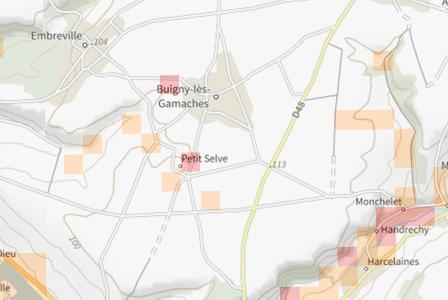 Embreville
104
Buigny-lès-
Gamaches
D48
Petit Selve
113
Monchelet
Handrechy
100
Harcelaines